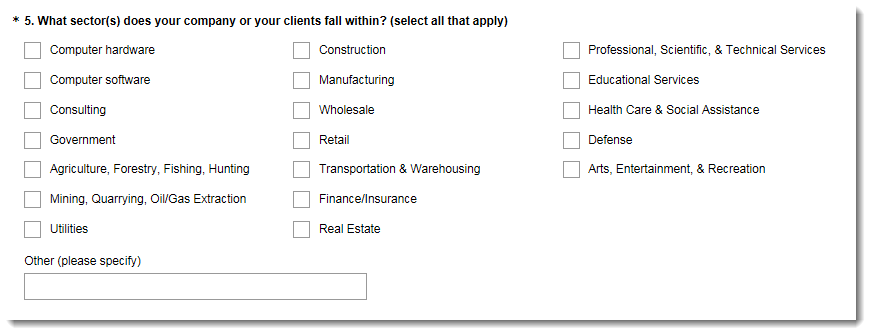 * 5. What sector(s) does your company or your clients fall within? (select all that apply)
Computer hardware
Computer software
Consulting
Government
Agriculture, Forestry, Fishing, Hunting
Mining, Quarrying, Oil/Gas Extraction
Utilities
Construction
Manufacturing
Wholesale
Retail
Transportation & Warehousing
Finance/Insurance
Real Estate
Professional, Scientific, & Technical Services
Educational Services
Health Care & Social Assistance
Defense
Arts, Entertainment, & Recreation
Other (please specify)